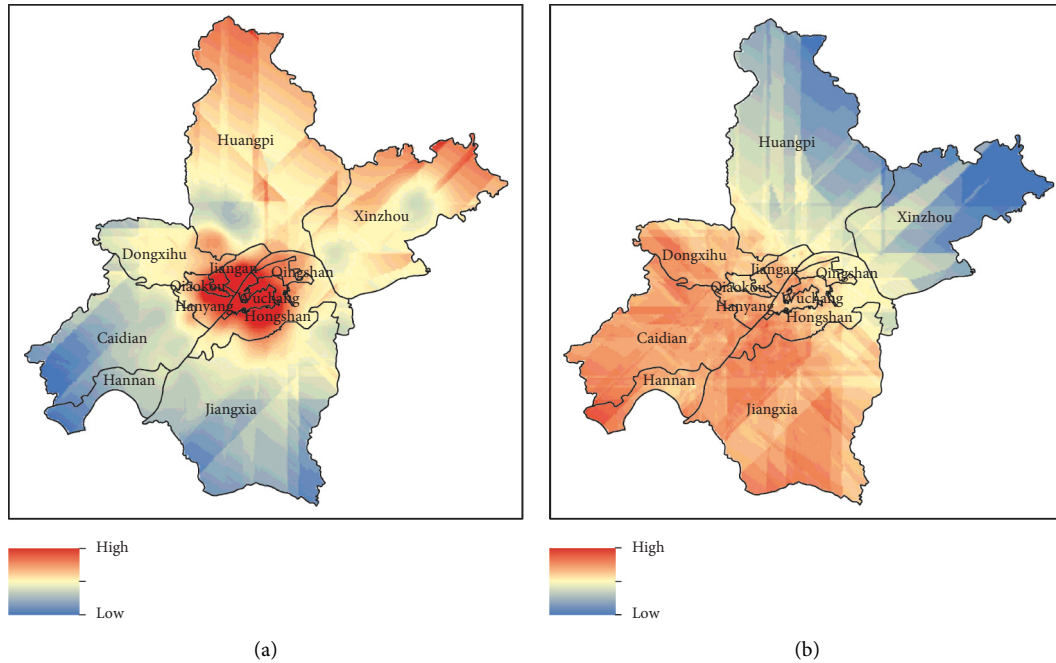 Huangpi
Xinzhou
Dongxihu
Jiangan
Qingshan
Qiaokou
Wuchang
Hanyang
Hongshan
Caidian
Hannan
Jiangxia
High
Low
(a)
Huangpi
Xinzhou
Dongxihu
Jiangan
Qingshan
Qiaokou
Wuchang
Hanyang
Hongshan
Caidian
Hannan
Jiangxia
High
Low
(b)